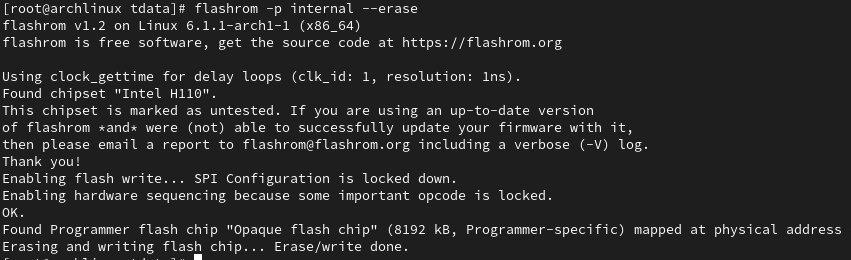 [root@archlinux tdata]# flashrom -p internal --erase
flashrom v1.2 on Linux 6.1.1-arch1-1 (x86_64)
flashrom is free software, get the source code at https://flashrom.org

Using clock_gettime for delay loops (clk_id: 1, resolution: 1ns).
Found chipset "Intel H110".
This chipset is marked as untested. If you are using an up-to-date version
of flashrom *and* were (not) able to successfully update your firmware with it,
then please email a report to flashrom@flashrom.org including a verbose (-V) log.
Thank you!
Enabling flash write... SPI Configuration is locked down.
Enabling hardware sequencing because some important opcode is locked.
OK.
Found Programmer flash chip "Opaque flash chip" (8192 kB, Programmer-specific) mapped at physical address
Erasing and writing flash chip... Erase/write done.